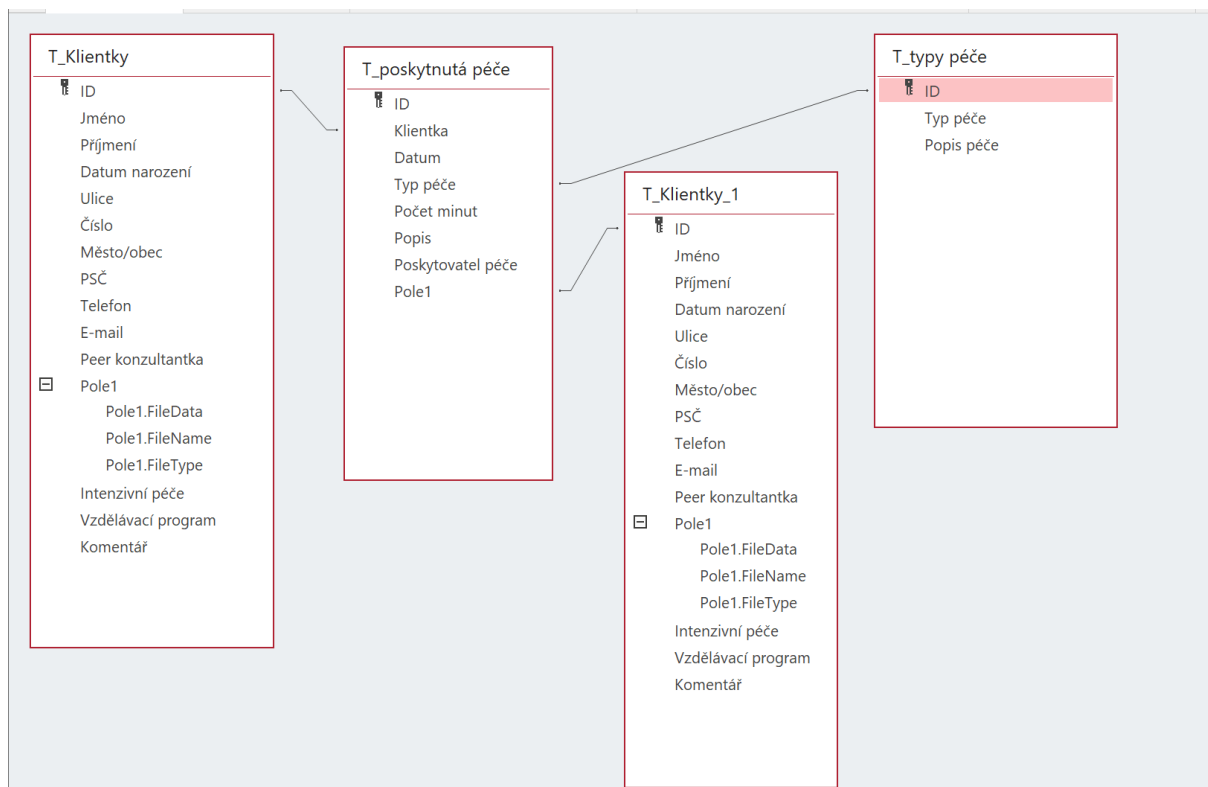 T_Klientky
ID
Jméno
Příjmení
Datum narození
Ulice
Číslo
Město/obec
PSČ
Telefon
E-mail
Peer konzultantka
Pole1
Pole1.FileData
Pole1.FileName
Pole1.FileType
Intenzivní péče
Vzdělávací program
Komentář
T_poskytnutá péče
ID
Klientka
Datum
Typ péče
Počet minut
Popis
Poskytovatel péče
Pole1
T_Klientky_1
ID
Jméno
Příjmení
Datum narození
Ulice
Číslo
Město/obec
PSČ
Telefon
E-mail
Peer konzultantka
Pole1
Pole1.FileData
Pole1.FileName
Pole1.FileType
Intenzivní péče
Vzdělávací program
Komentář
T_typy péče
ID
Typ péče
Popis péče